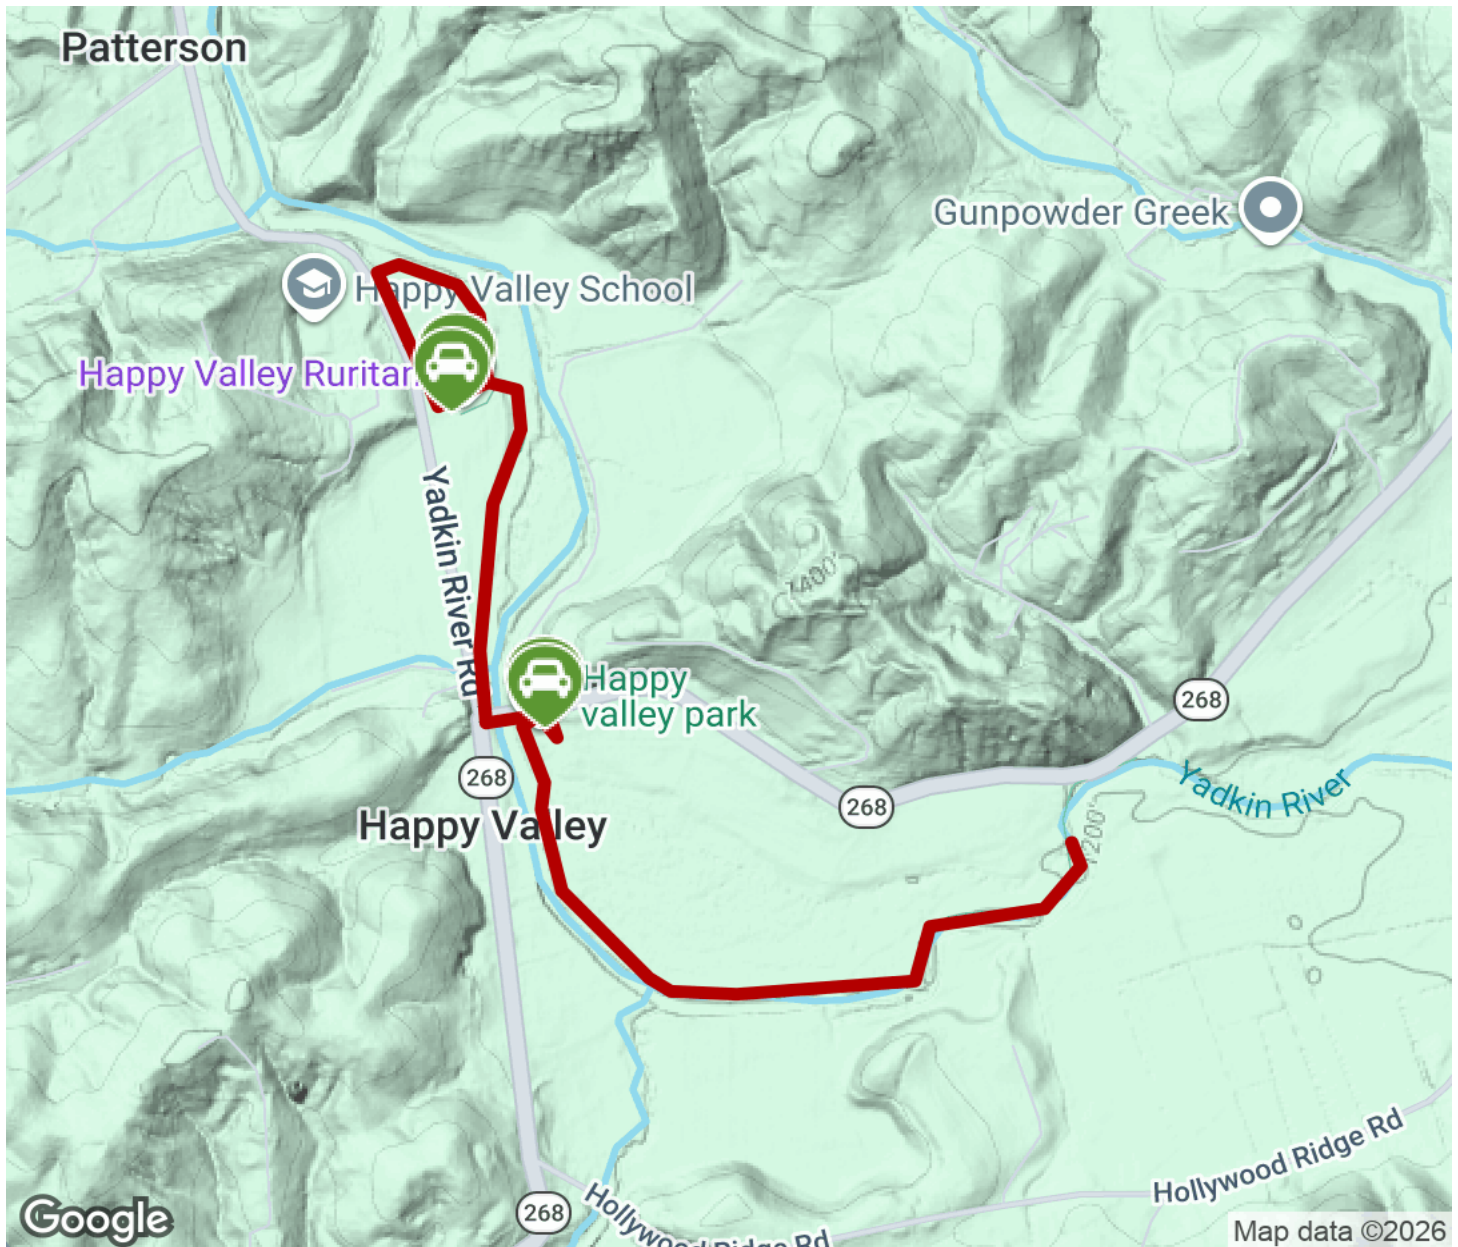 Patterson
Gunpowder Greek
Happy Valley School
Happy Valley Ruritan
Yadkin River Rd
1400'
Happy
valley park
268
268
268
Yadkin River
1200'
Happy Valley
Hollywood Ridge Rd
268
Hollywood Ridge Rd
Google
Map data ©2026